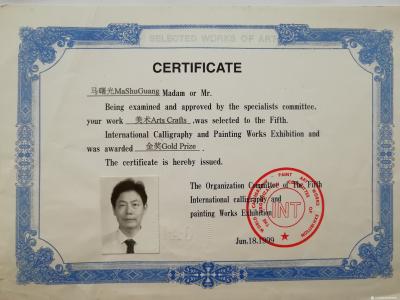 SELECTED WORKS OF ART
CERTIFICATE
马曙光MaShuGuang Madam or Mr.
Being examined and approved by the specialists committee,
your work 美术Arts Crafts ,was selected to the Fifth.
International Calligraphy and Painting Works Exhibition and
was awarded 金奖Gold Prize .
The certificate is hereby issued.
The Organization Committee of The Fifth
International calligraphy and
painting Works Exhibition
INT
Jun.18.1999